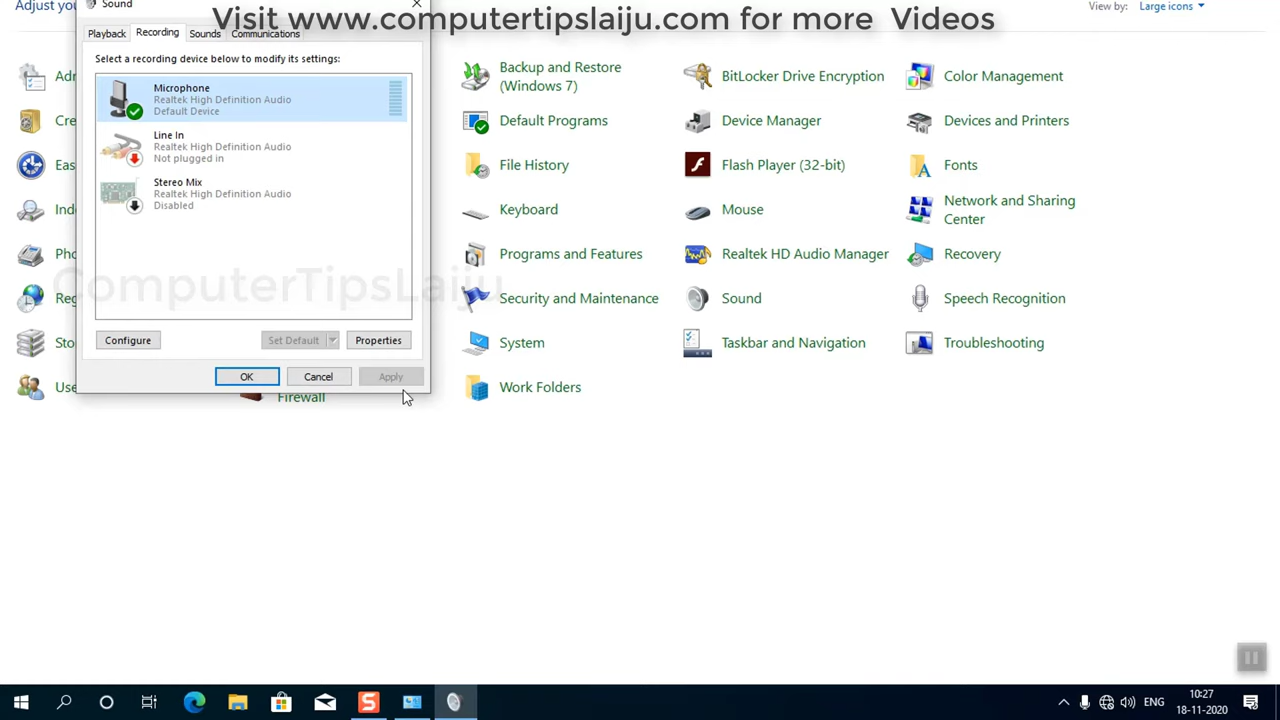 Adjust you
Sound
Visit www.computertipslaiju.com for more Videos
View by: Large icons
Playback Recording Sounds Communications
Select a recording device below to modify its settings:
Microphone
Realtek High Definition Audio
Default Device
Line In
Realtek High Definition Audio
Not plugged in
Stereo Mix
Realtek High Definition Audio
Disabled
ComputerTipsLaiju
Configure Set Default Properties
OK Cancel Apply
Adr
Cre
Eas
Ind
Pho
Reg
Sto
Use
Firewall
Backup and Restore
(Windows 7)
BitLocker Drive Encryption
Color Management
Default Programs
Device Manager
Devices and Printers
File History
Flash Player (32-bit)
Fonts
Keyboard
Mouse
Network and Sharing
Center
Programs and Features
Realtek HD Audio Manager
Recovery
Security and Maintenance
Sound
Speech Recognition
System
Taskbar and Navigation
Troubleshooting
Work Folders
ENG
10:27
18-11-2020